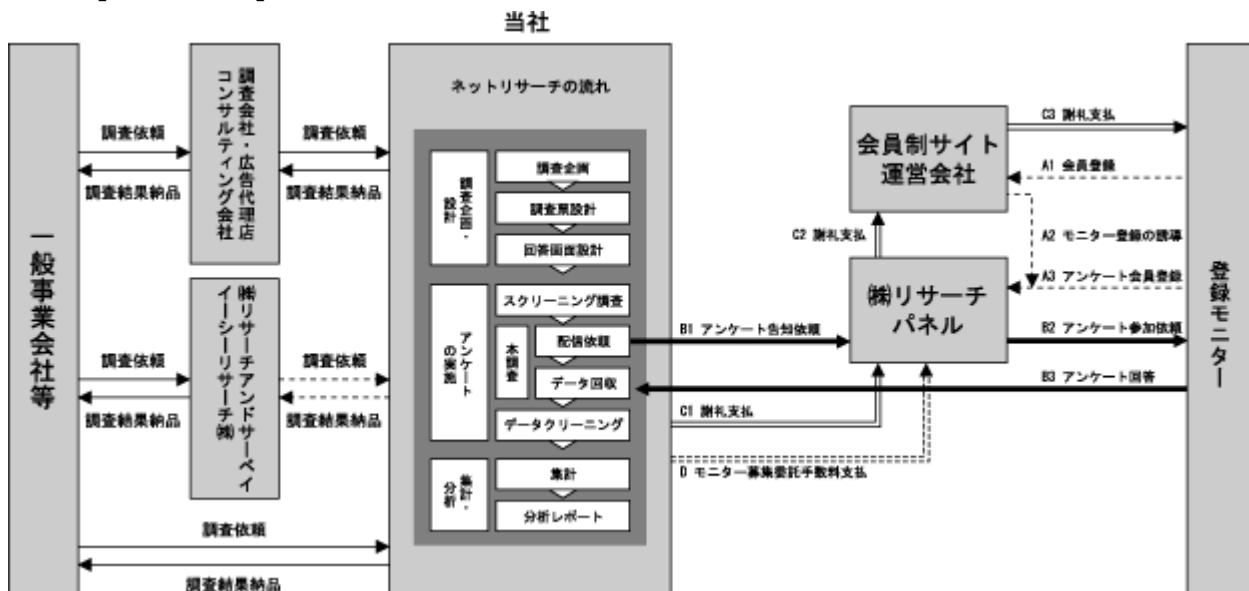 当社
一般事業会社等
調査依頼
調査結果納品
調査会社・広告代理店
コンサルティング会社
調査依頼
調査結果納品
調査依頼
調査結果納品
㈱リサーチアンドサーベイ
イーシーリサーチ㈱
調査依頼
調査結果納品
調査依頼
調査結果納品
ネットリサーチの流れ
調査企画・
設計
調査企画
調査票設計
回答画面設計
アンケート
の実施
スクリーニング調査
本調査
配信依頼
データ回収
データクリーニング
集計・
分析
集計
分析レポート
会員制サイト
運営会社
㈱リサーチ
パネル
C3 謝礼支払
A1 会員登録
A2 モニター登録の誘導
C2 謝礼支払
A3 アンケート会員登録
B1 アンケート告知依頼
B2 アンケート参加依頼
B3 アンケート回答
C1 謝礼支払
D モニター募集委託手数料支払
登録モニター